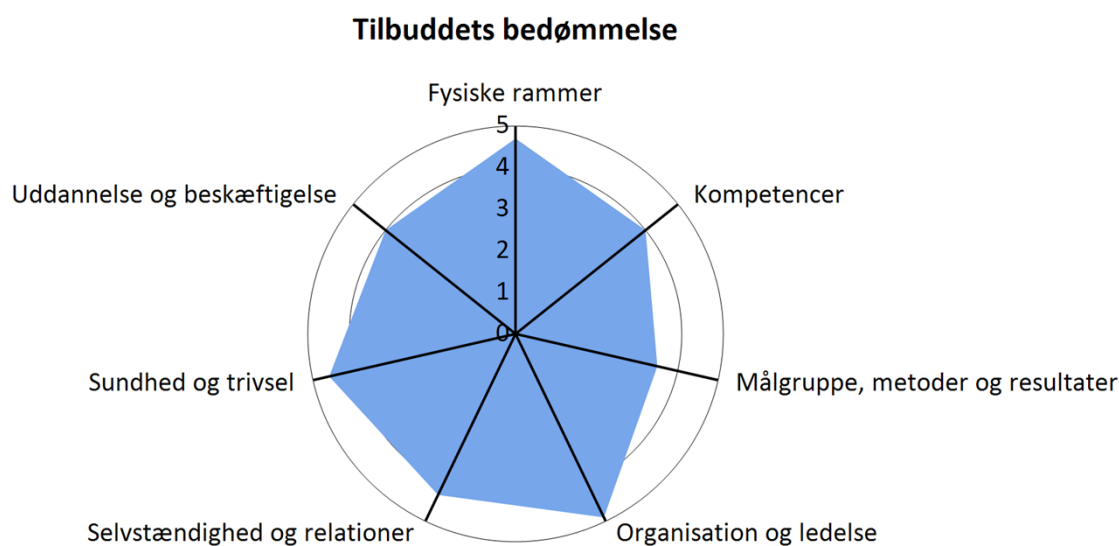 Tilbuddets bedømmelse
Fysiske rammer
5
4
3
2
1
0
Uddannelse og beskæftigelse
Kompetencer
Sundhed og trivsel
Målgruppe, metoder og resultater
Selvstændighed og relationer
Organisation og ledelse